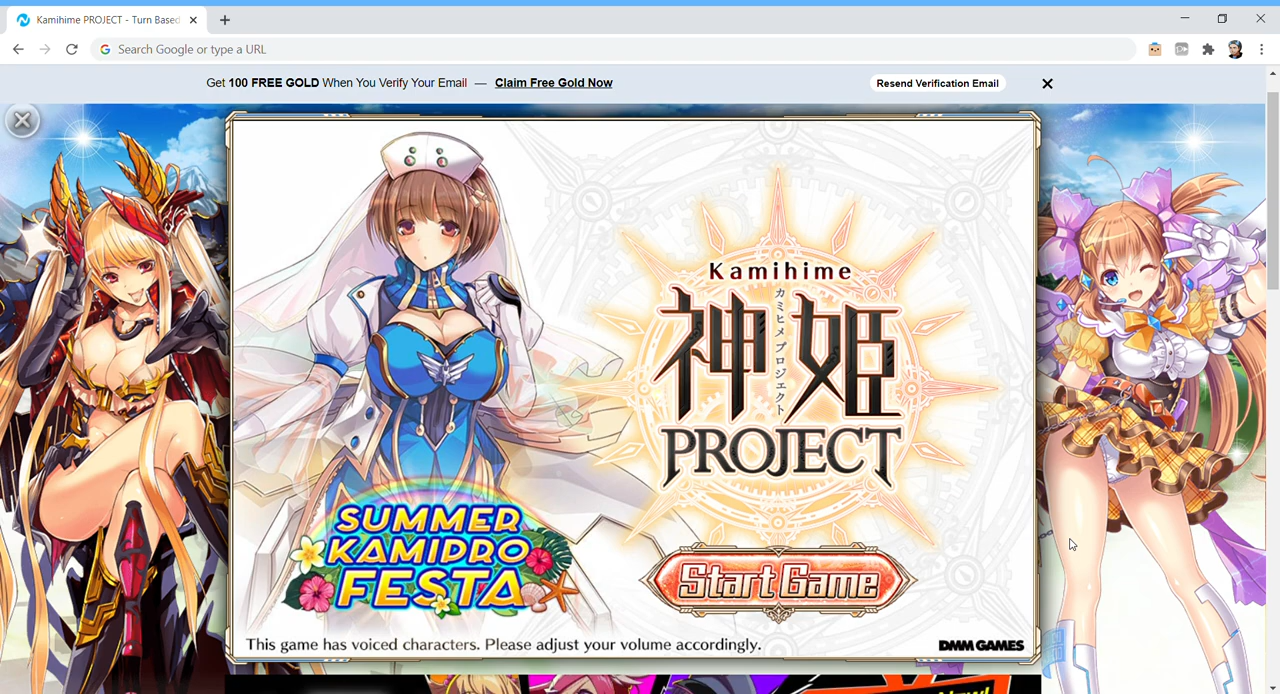 Kamihime PROJECT - Turn Based
Search Google or type a URL
Get 100 FREE GOLD When You Verify Your Email — Claim Free Gold Now
Resend Verification Email
Kamihime
神姫
カミヒメ プロジェクト
PROJECT
SUMMER
KAMIPRO
FESTA
Start Game
This game has voiced characters. Please adjust your volume accordingly.
DMM GAMES